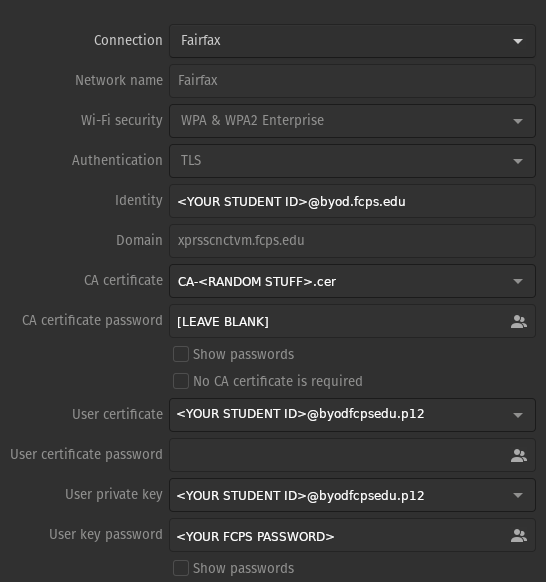 Connection Fairfax
Network name Fairfax
Wi-Fi security WPA & WPA2 Enterprise
Authentication TLS
Identity <YOUR STUDENT ID>@byod.fcps.edu
Domain xprsscnctvm.fcps.edu
CA certificate CA-<RANDOM STUFF>.cer
CA certificate password [LEAVE BLANK]
Show passwords
No CA certificate is required
User certificate <YOUR STUDENT ID>@byodfcpsedu.p12
User certificate password
User private key <YOUR STUDENT ID>@byodfcpsedu.p12
User key password <YOUR FCPS PASSWORD>
Show passwords